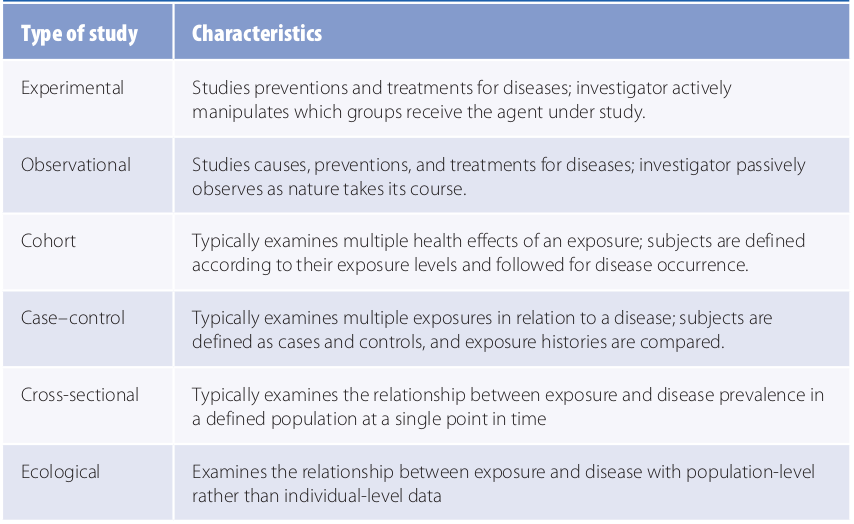 Type of study
Characteristics
Experimental
Studies preventions and treatments for diseases; investigator actively
manipulates which groups receive the agent under study.
Observational
Studies causes, preventions, and treatments for diseases; investigator passively
observes as nature takes its course.
Cohort
Typically examines multiple health effects of an exposure; subjects are defined
according to their exposure levels and followed for disease occurrence.
Case–control
Typically examines multiple exposures in relation to a disease; subjects are
defined as cases and controls, and exposure histories are compared.
Cross-sectional
Typically examines the relationship between exposure and disease prevalence in
a defined population at a single point in time
Ecological
Examines the relationship between exposure and disease with population-level
rather than individual-level data